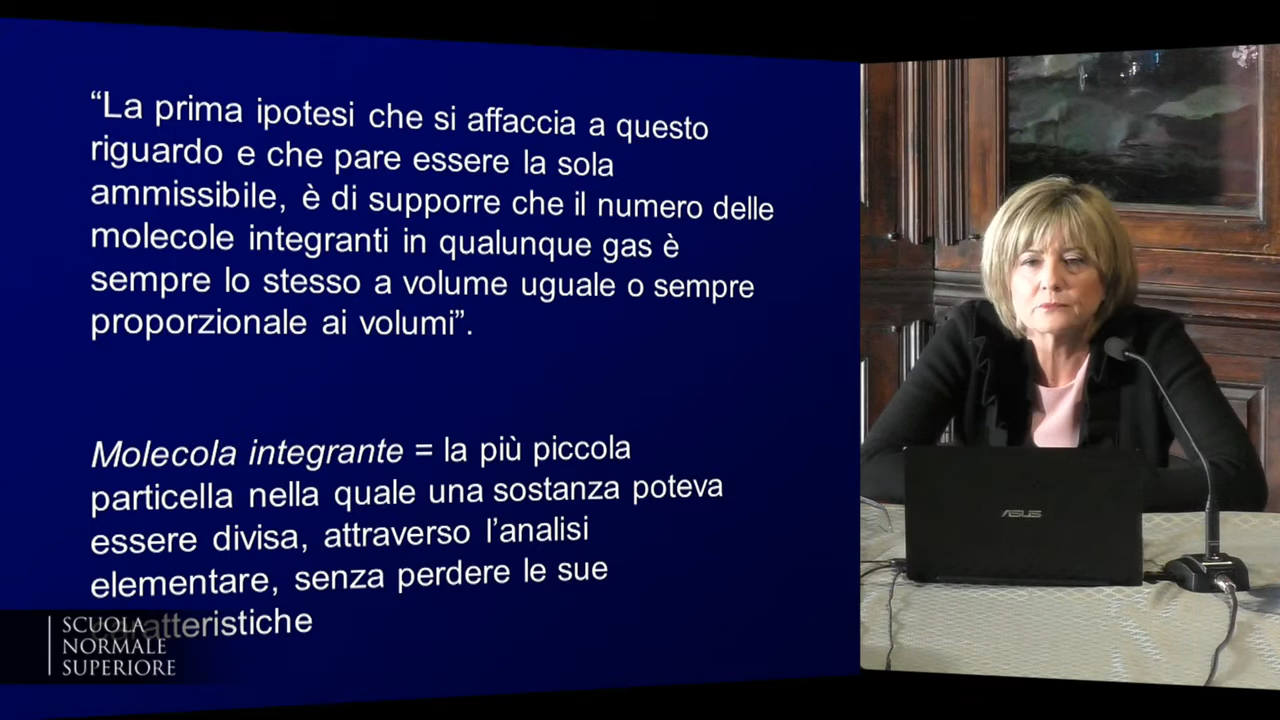 “La prima ipotesi che si affaccia a questo
riguardo e che pare essere la sola
ammissibile, è di supporre che il numero delle
molecole integranti in qualunque gas è
sempre lo stesso a volume uguale o sempre
proporzionale ai volumi”.
Molecola integrante = la più piccola
particella nella quale una sostanza poteva
essere divisa, attraverso l’analisi
elementare, senza perdere le sue
caratteristiche
SCUOLA
NORMALE
SUPERIORE
ASUS